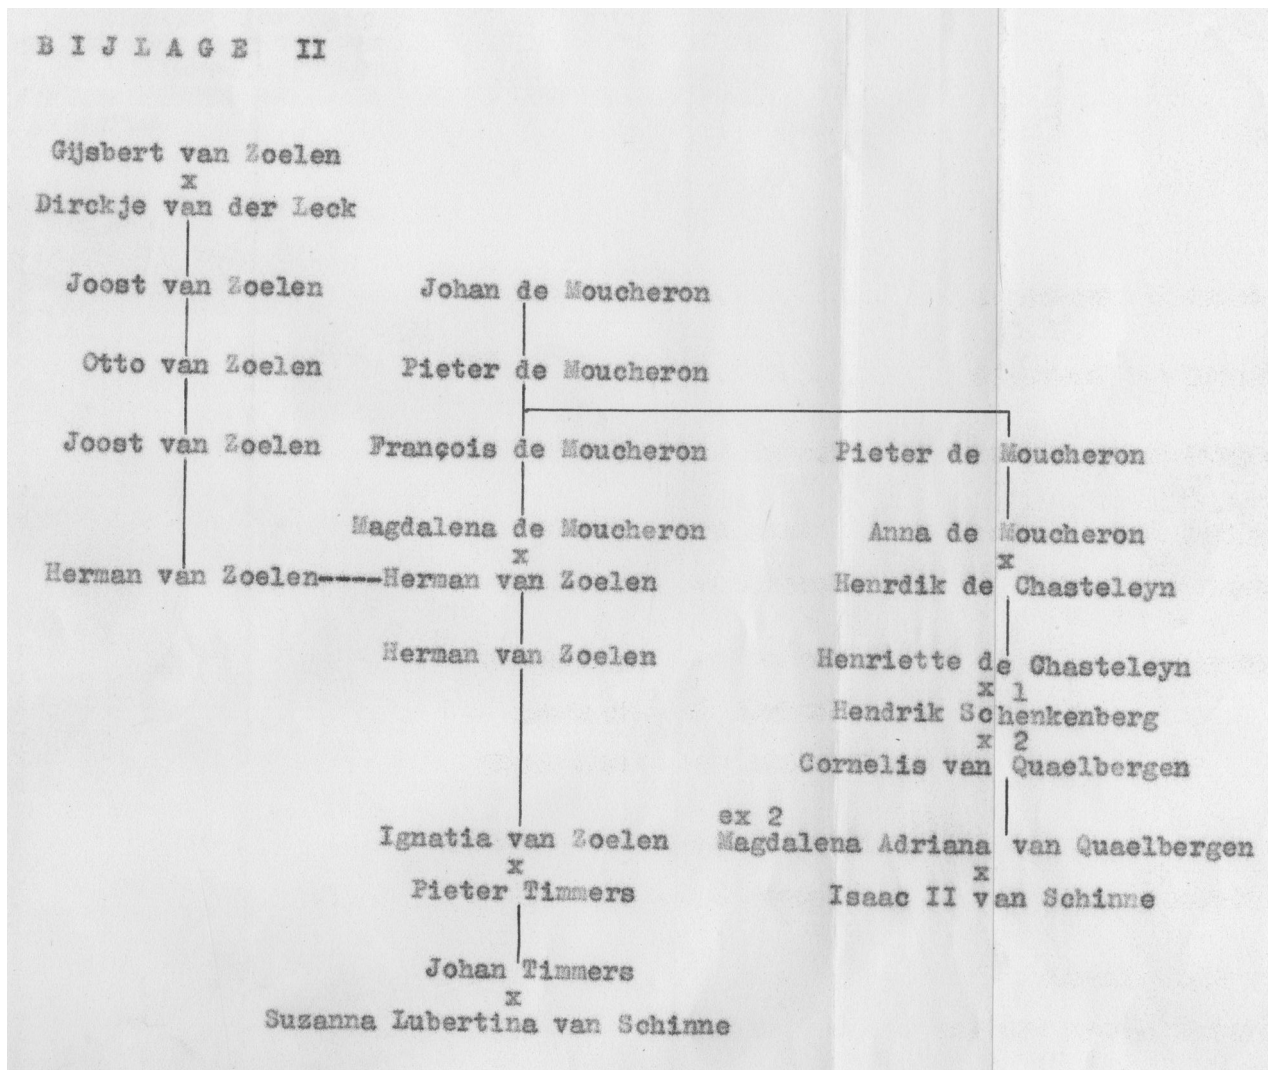 BIJLAGE II
Gijsbert van Zoelen
x
Dirckje van der Leck
Joost van Zoelen
Otto van Zoelen
Joost van Zoelen
Herman van Zoelen----Herman van Zoelen
Johan de Moucheron
Pieter de Moucheron
François de Moucheron
Magdalena de Moucheron
x
Herman van Zoelen
Ignatia van Zoelen
x
Pieter Timmers
Johan Timmers
x
Suzanna Lubertina van Schinne
Pieter de Moucheron
Anna de Moucheron
x
Henrdik de Chasteleyn
Henriette de Chasteleyn
x 1
Hendrik Schenkenberg
x 2
Cornelis van Quaelbergen
ex 2
Magdalena Adriana van Quaelbergen
x
Isaac II van Schinne